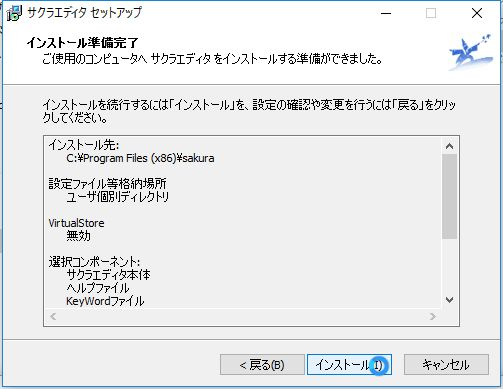 サクラエディタ セットアップ
インストール準備完了
ご使用のコンピュータへ サクラエディタ をインストールする準備ができました。
インストールを続行するには「インストール」を、設定の確認や変更を行うには「戻る」をクリッ
クしてください。
インストール先:
C:¥Program Files (x86)¥sakura
設定ファイル等格納場所
ユーザ個別ディレクトリ
VirtualStore
無効
選択コンポーネント:
サクラエディタ本体
ヘルプファイル
KeyWordファイル
< 戻る(B)
インストール(I)
キャンセル